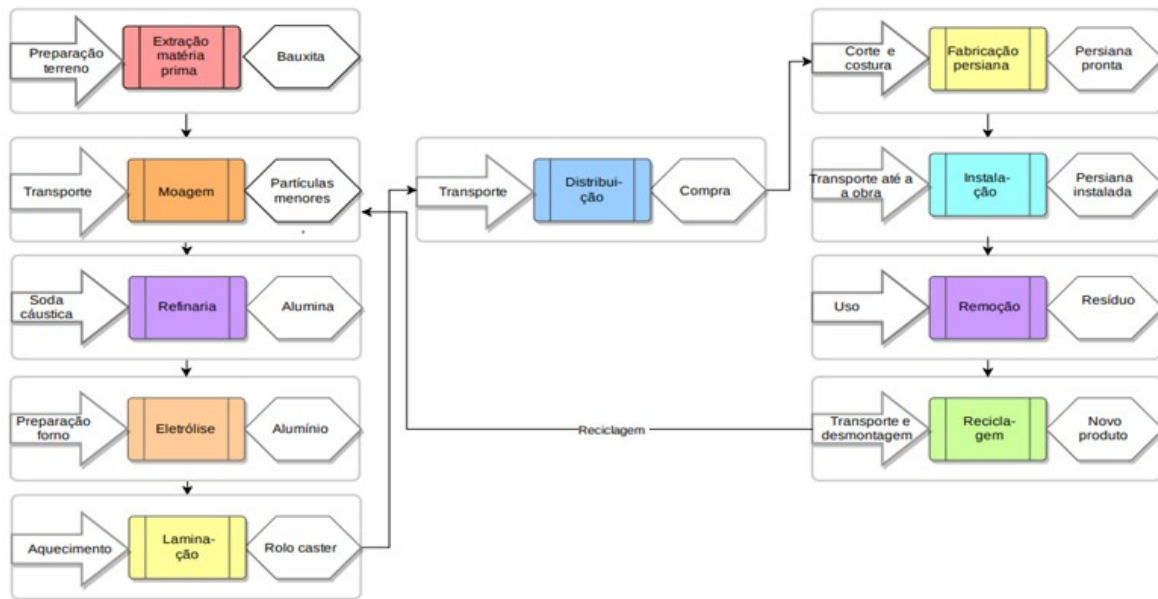 Preparação
terreno
Extração
matéria
prima
Bauxita
Transporte
Moagem
Partículas
menores
Soda
cáustica
Refinaria
Alumina
Preparação
forno
Eletrólise
Alumínio
Aquecimento
Lamina-
ção
Rolo caster
Transporte
Distribui-
ção
Compra
Reciclagem
Corte e
costura
Fabricação
persiana
Persiana
pronta
Transporte até a
a obra
Instala-
ção
Persiana
instalada
Uso
Remoção
Resíduo
Transporte e
desmontagem
Recicla-
gem
Novo
produto